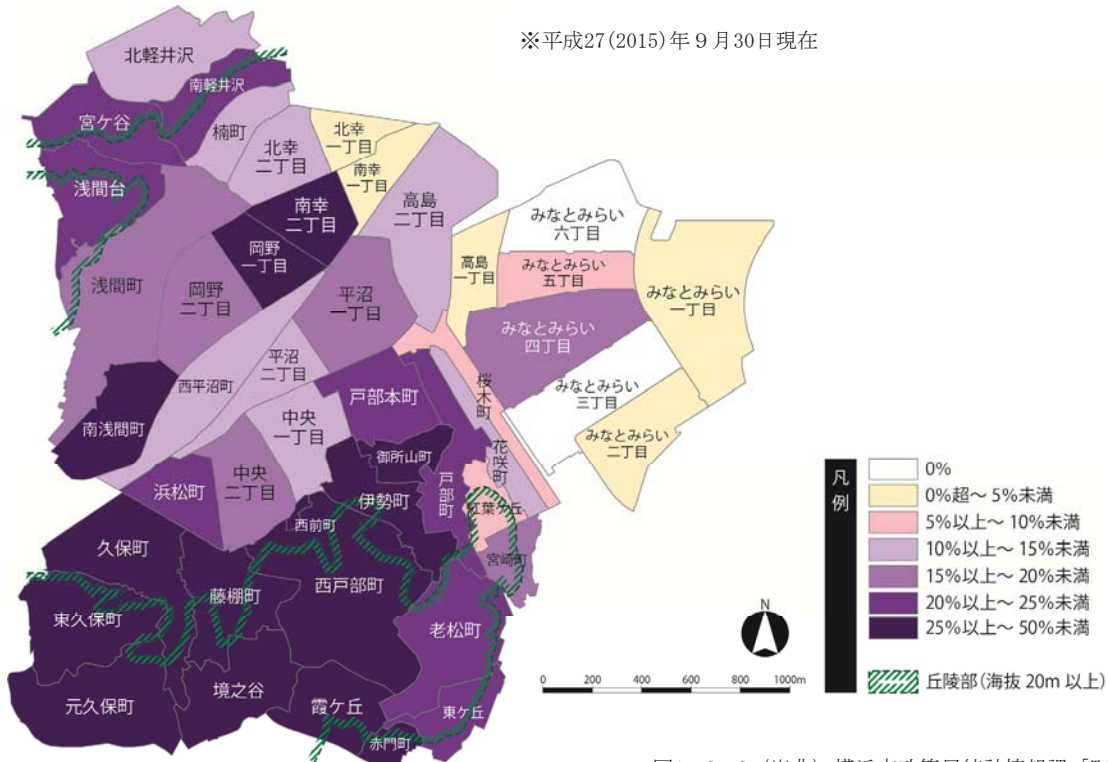 ※平成27(2015)年９月30日現在
北軽井沢
南軽井沢
宮ケ谷
楠町
北幸
一丁目
北幸
二丁目
南幸
一丁目
浅間台
南幸
二丁目
高島
二丁目
みなとみらい
六丁目
岡野
一丁目
高島
一丁目
みなとみらい
五丁目
みなとみらい
一丁目
浅間町
岡野
二丁目
平沼
一丁目
みなとみらい
四丁目
平沼
二丁目
西平沼町
桜木町
みなとみらい
三丁目
戸部本町
南浅間町
中央
一丁目
花咲町
みなとみらい
二丁目
御所山町
浜松町
中央
二丁目
戸部町
伊勢町
紅葉ケ丘
西前町
久保町
宮崎町
西戸部町
藤棚町
東久保町
老松町
境之谷
元久保町
霞ケ丘
東ケ丘
赤門町
凡例
0%
0%超～ 5%未満
5%以上～ 10%未満
10%以上～ 15%未満
15%以上～ 20%未満
20%以上～ 25%未満
25%以上～ 50%未満
丘陵部(海抜 20m 以上)
N
0 200 400 600 800 1000m